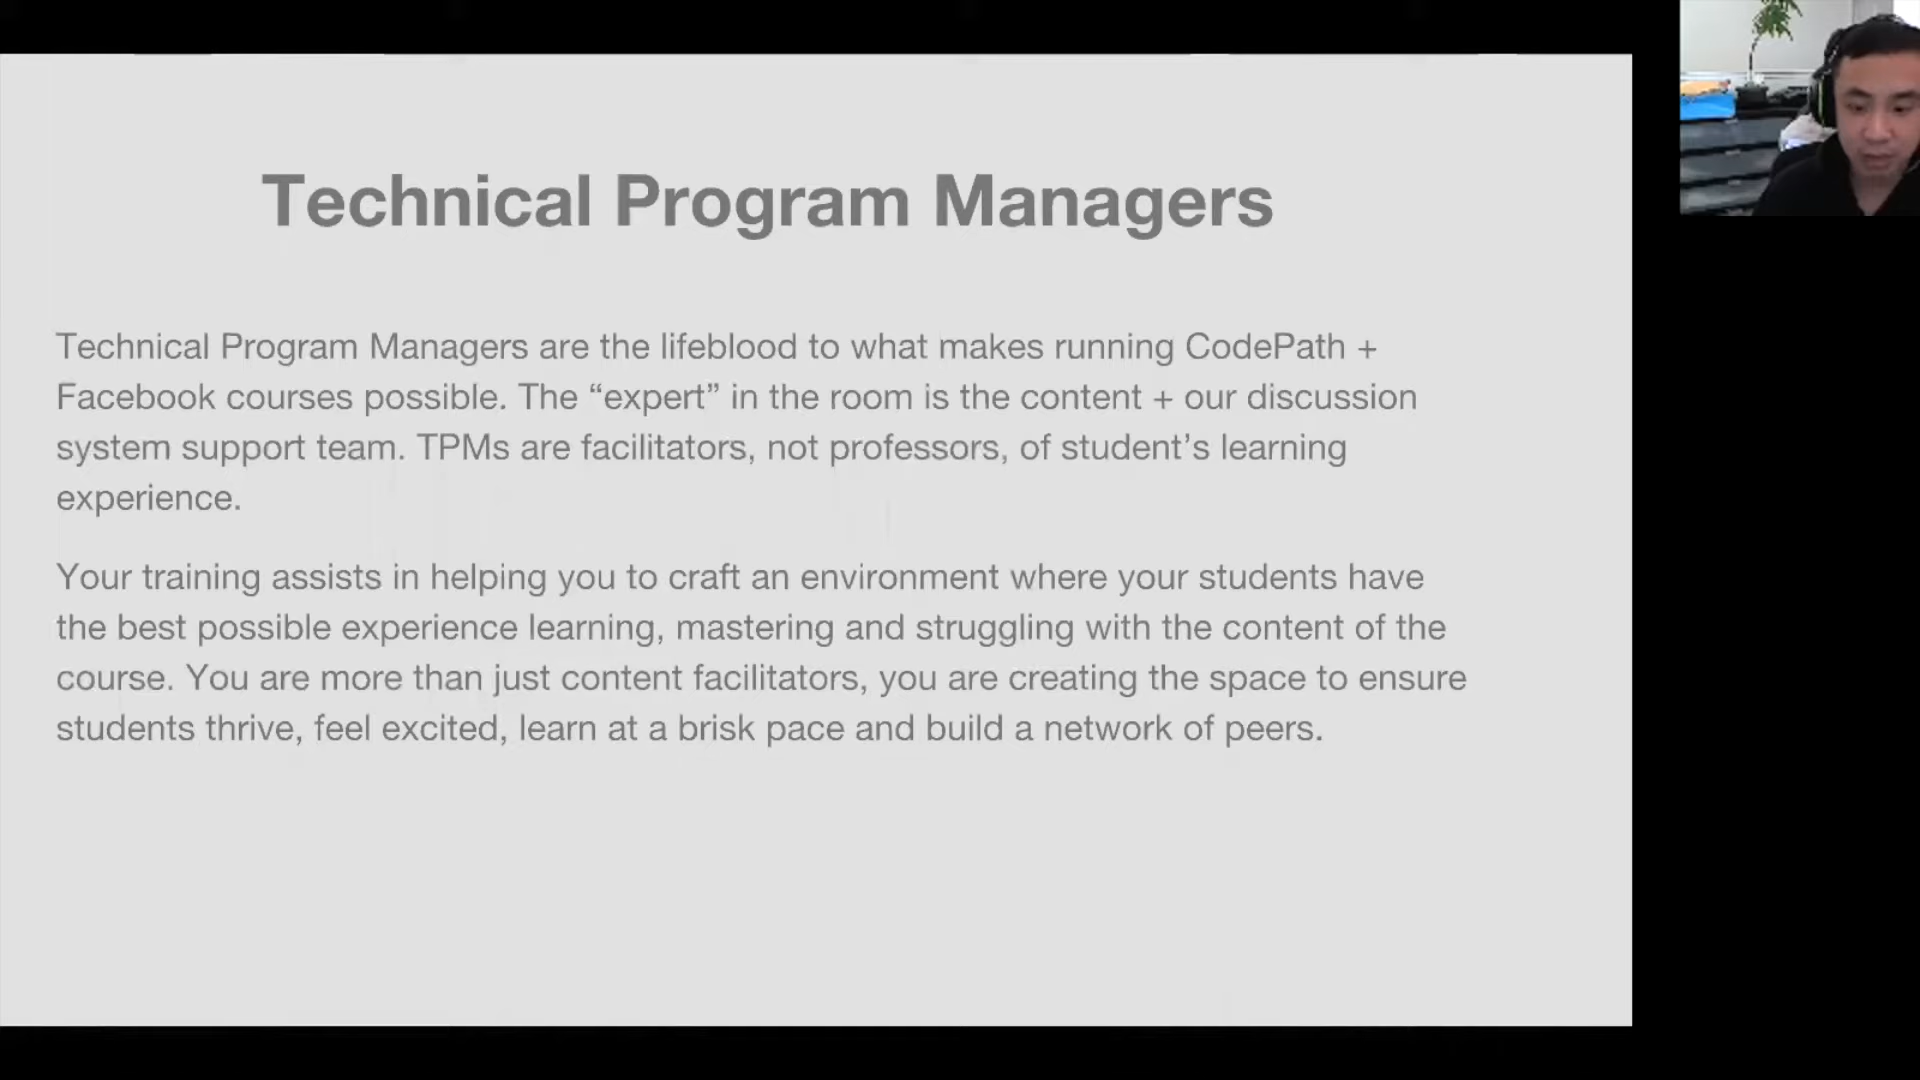 Technical Program Managers
Technical Program Managers are the lifeblood to what makes running CodePath +
Facebook courses possible. The “expert” in the room is the content + our discussion
system support team. TPMs are facilitators, not professors, of student’s learning
experience.
Your training assists in helping you to craft an environment where your students have
the best possible experience learning, mastering and struggling with the content of the
course. You are more than just content facilitators, you are creating the space to ensure
students thrive, feel excited, learn at a brisk pace and build a network of peers.